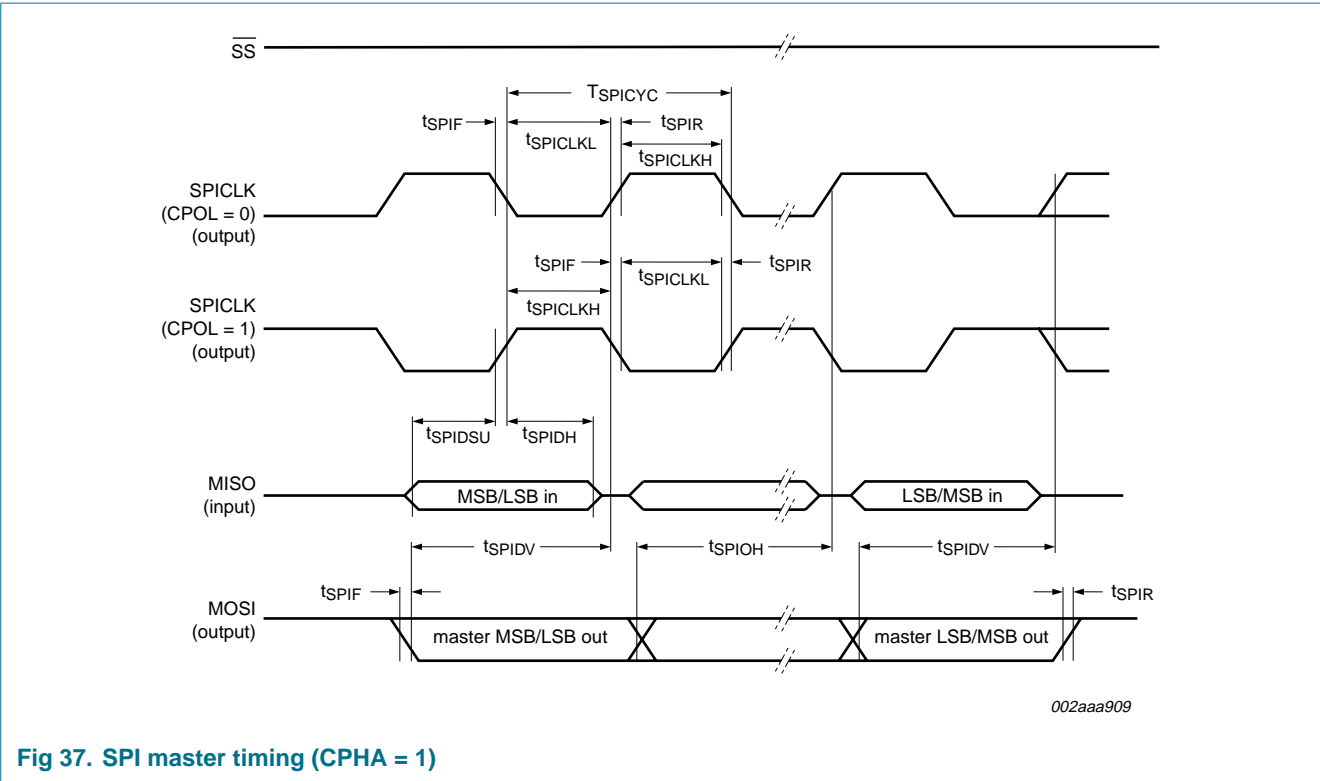 SS
TSPICYC
tSPIF
tSPICLKL
tSPIR
tSPICLKH
SPICLK
(CPOL = 0)
(output)
tSPIF
tSPICLKL
tSPIR
tSPICLKH
SPICLK
(CPOL = 1)
(output)
tSPIDSU
tSPIDH
MISO
(input)
MSB/LSB in
LSB/MSB in
tSPIDV
tSPIOH
tSPIDV
tSPIF
tSPIR
MOSI
(output)
master MSB/LSB out
master LSB/MSB out
002aaa909
Fig 37. SPI master timing (CPHA = 1)